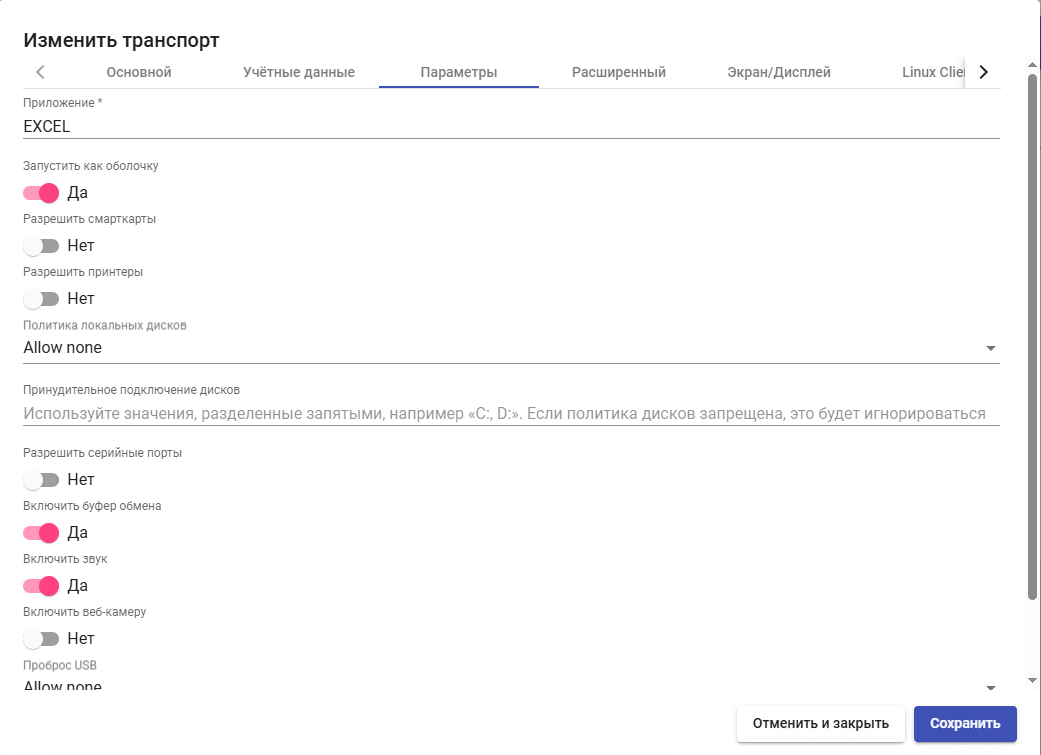 Изменить транспорт
Основной Учётные данные Параметры Расширенный Экран/Дисплей Linux Clie
Приложение *
EXCEL
Запустить как оболочку
Да
Разрешить смарткарты
Нет
Разрешить принтеры
Нет
Политика локальных дисков
Allow none
Принудительное подключение дисков
Используйте значения, разделенные запятыми, например «C:, D:». Если политика дисков запрещена, это будет игнорироваться
Разрешить серийные порты
Нет
Включить буфер обмена
Да
Включить звук
Да
Включить веб-камеру
Нет
Проброс USB
Allow none
Отменить и закрыть Сохранить